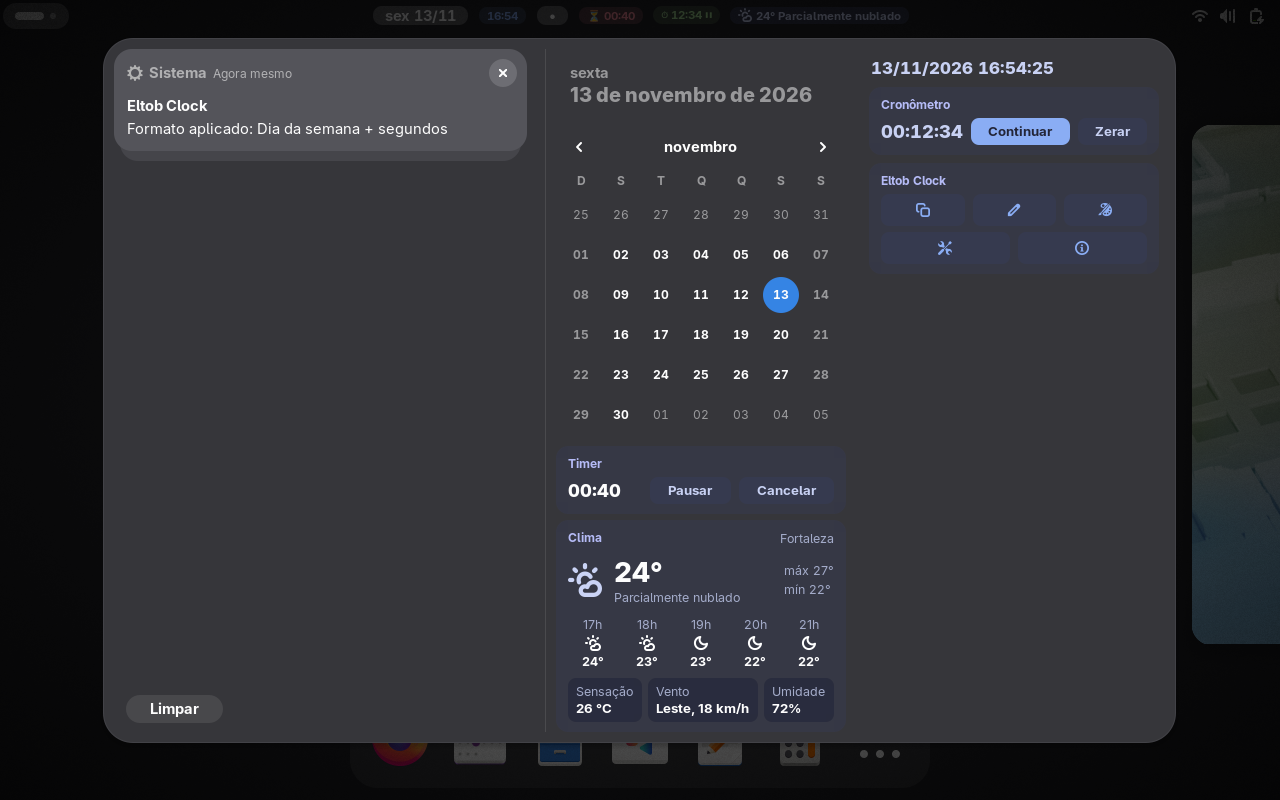 sex 13/11 16:54 00:40 12:34 24° Parcialmente nublado
Sistema Agora mesmo
Eltob Clock
Formato aplicado: Dia da semana + segundos
Limpar
sexta
13 de novembro de 2026
novembro
D S T Q Q S S
25 26 27 28 29 30 31
01 02 03 04 05 06 07
08 09 10 11 12 13 14
15 16 17 18 19 20 21
22 23 24 25 26 27 28
29 30 01 02 03 04 05
Timer
00:40 Pausar Cancelar
Clima Fortaleza
24°
Parcialmente nublado
máx 27°
mín 22°
17h 18h 19h 20h 21h
24° 23° 23° 22° 22°
Sensação Vento Umidade
26 °C Leste, 18 km/h 72%
13/11/2026 16:54:25
Cronômetro
00:12:34 Continuar Zerar
Eltob Clock